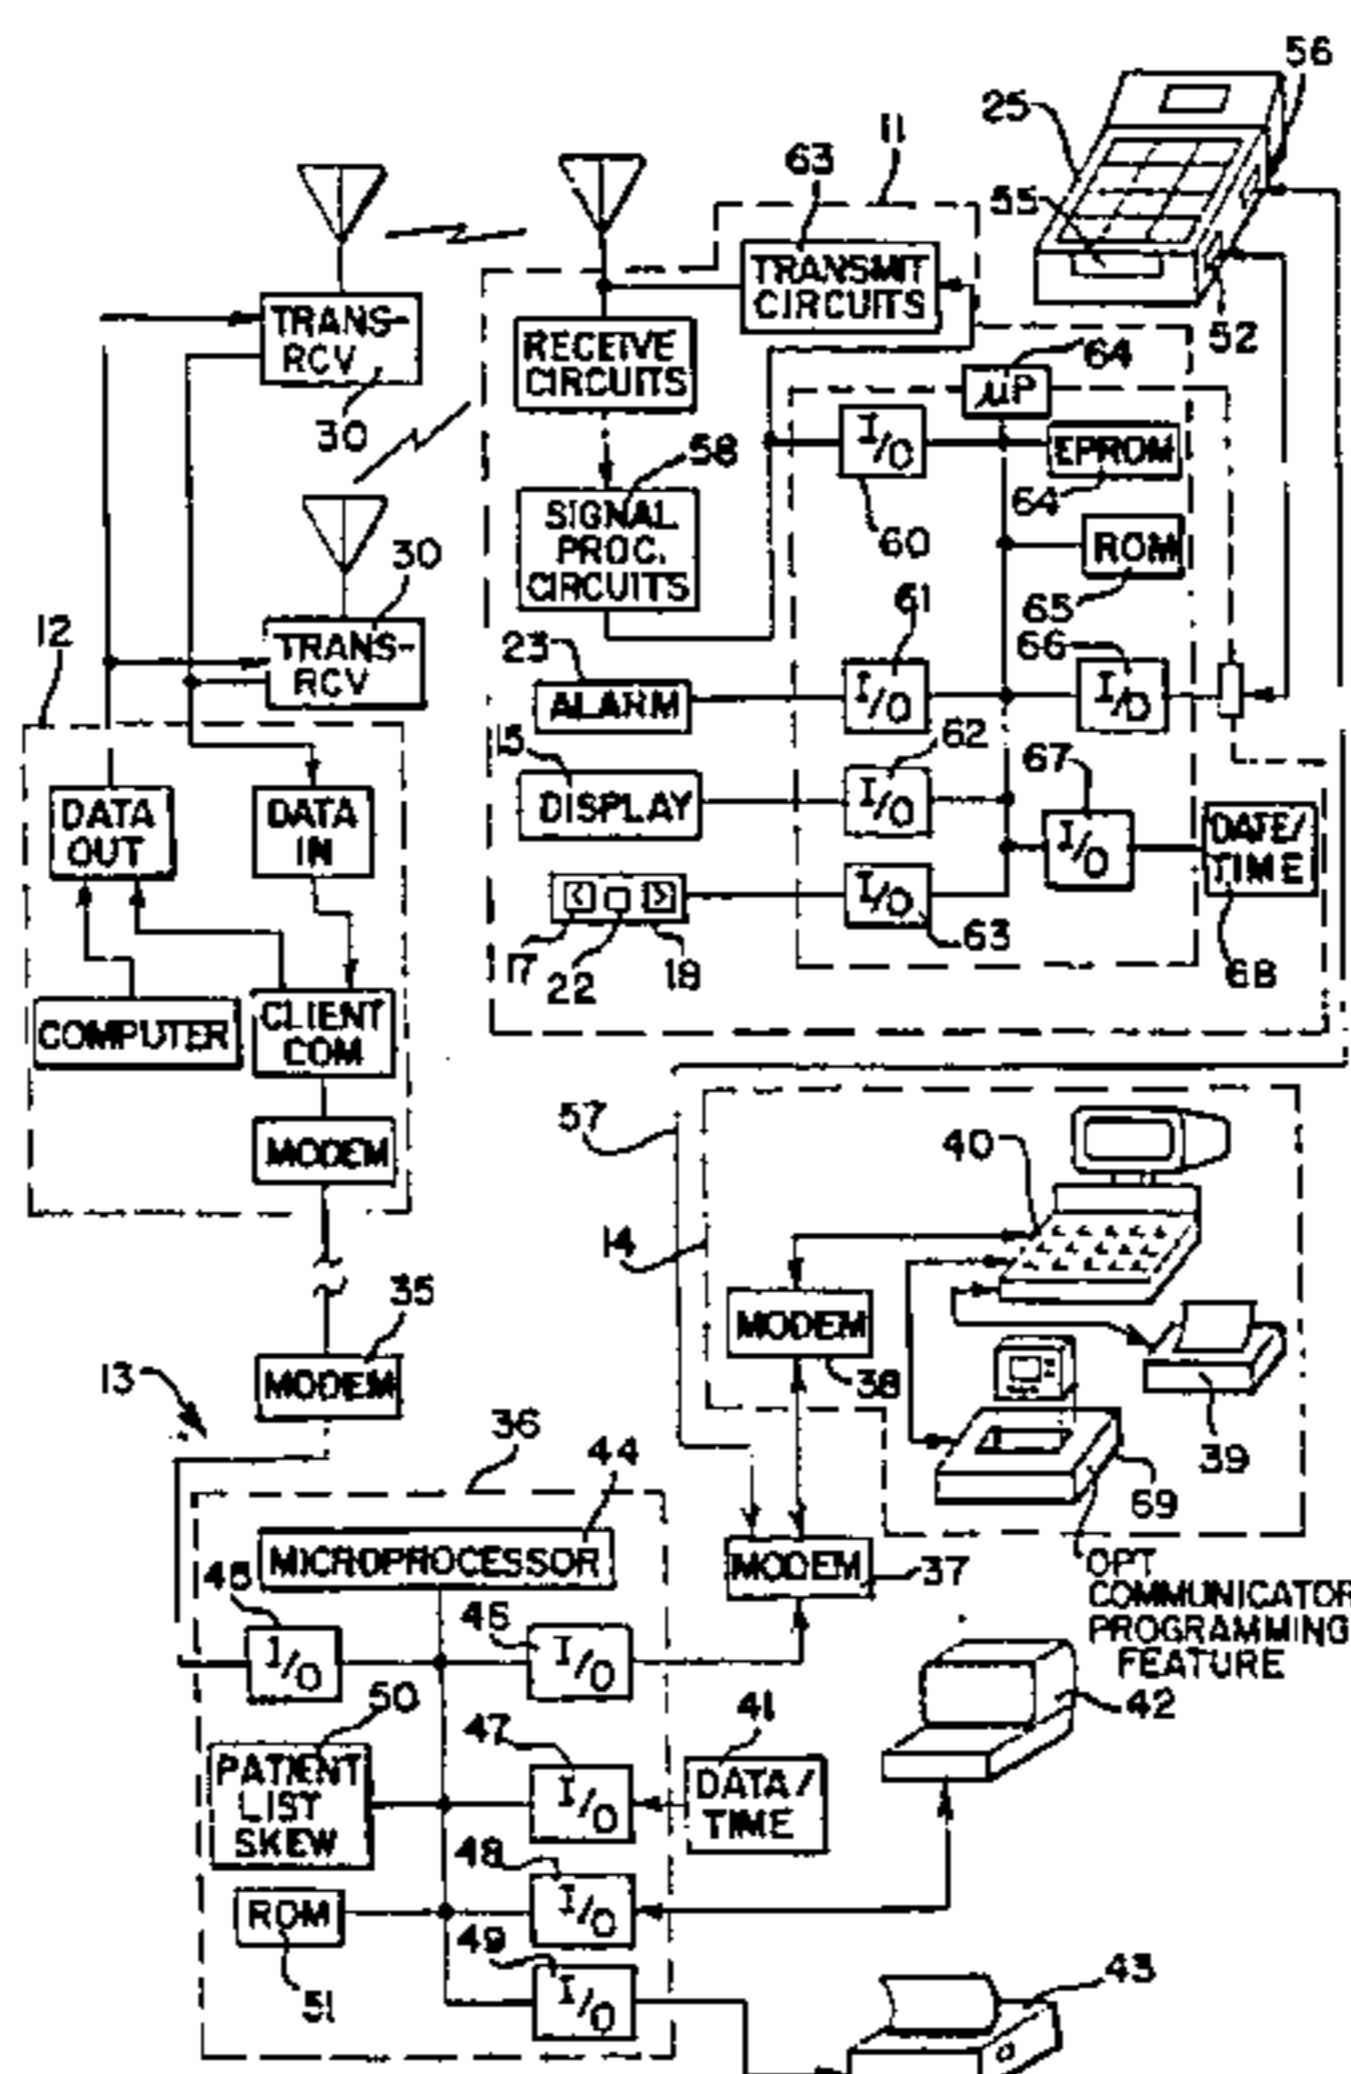 56
25
11
63
55
TRANSMIT
CIRCUITS
52
TRANS-
RCV
30
RECEIVE
CIRCUITS
64
μP
I/O
EPROM
64
58
SIGNAL
PROC.
CIRCUITS
60
ROM
65
30
TRANS-
RCV
12
61
66
23
ALARM
I/O
I/O
15
62
67
DISPLAY
I/O
I/O
DATE/
TIME
68
DATA
OUT
DATA
IN
< >
I/O
63
17
22
18
COMPUTER
CLIENT
COM
MODEM
57
40
14
35
MODEM
38
13
MODEM
39
69
36
44
MICROPROCESSOR
MODEM
37
OPT
COMMUNICATOR
PROGRAMMING
FEATURE
45
I/O
46
I/O
42
50
PATIENT
LIST
SKEW
47
I/O
41
DATA/
TIME
48
I/O
ROM
51
49
I/O
43